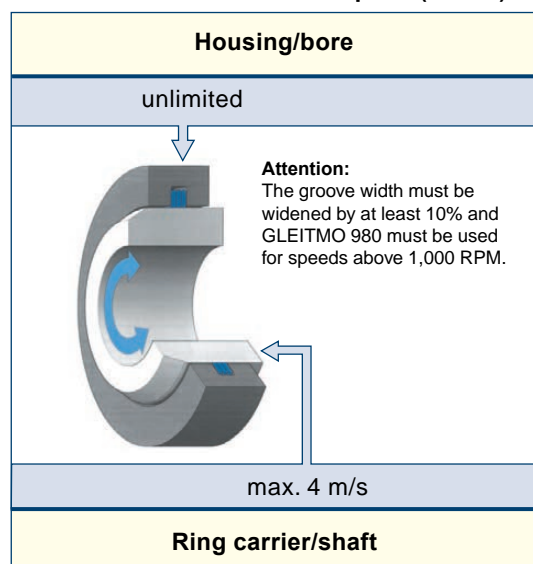 Housing/bore
unlimited
Attention:
The groove width must be
widened by at least 10% and
GLEITMO 980 must be used
for speeds above 1,000 RPM.
max. 4 m/s
Ring carrier/shaft